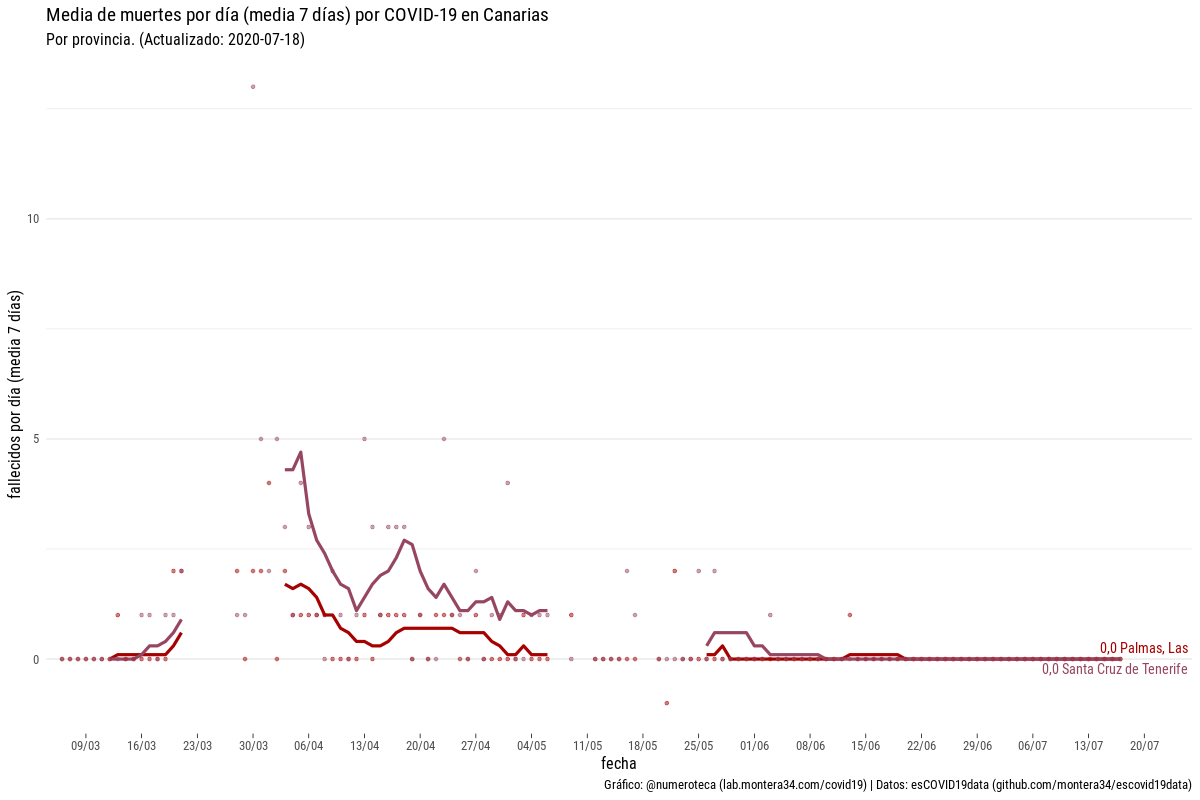 Media de muertes por día (media 7 días) por COVID-19 en Canarias
Por provincia. (Actualizado: 2020-07-18)
fallecidos por día (media 7 días)
10
5
0
0,0 Palmas, Las
0,0 Santa Cruz de Tenerife
09/03 16/03 23/03 30/03 06/04 13/04 20/04 27/04 04/05 11/05 18/05 25/05 01/06 08/06 15/06 22/06 29/06 06/07 13/07 20/07
fecha
Gráfico: @numeroteca (lab.montera34.com/covid19) | Datos: esCOVID19data (github.com/montera34/escovid19data)